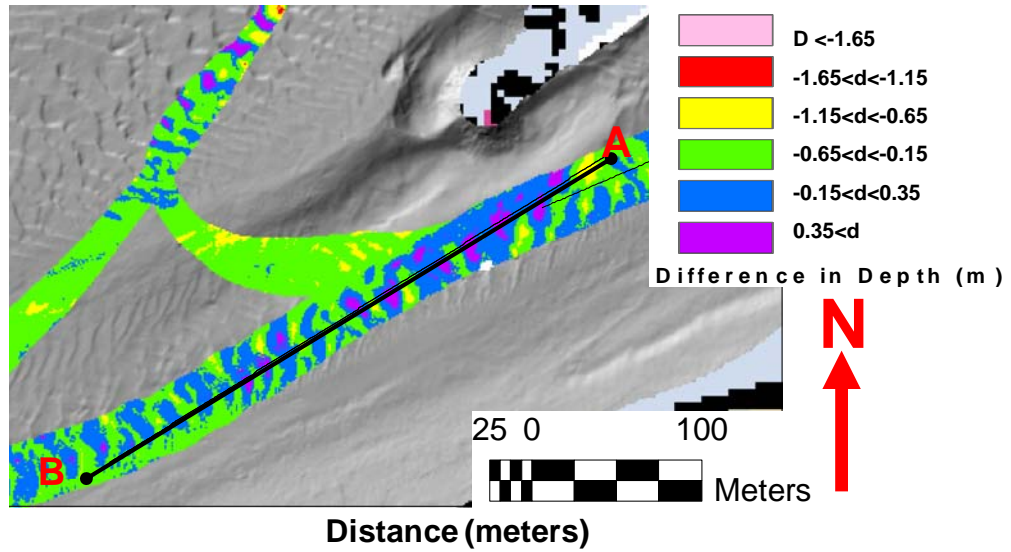 D <-1.65
-1.65<d<-1.15
-1.15<d<-0.65
-0.65<d<-0.15
-0.15<d<0.35
0.35<d
Difference in Depth (m)
A
B
N
25 0 100
Meters
Distance (meters)